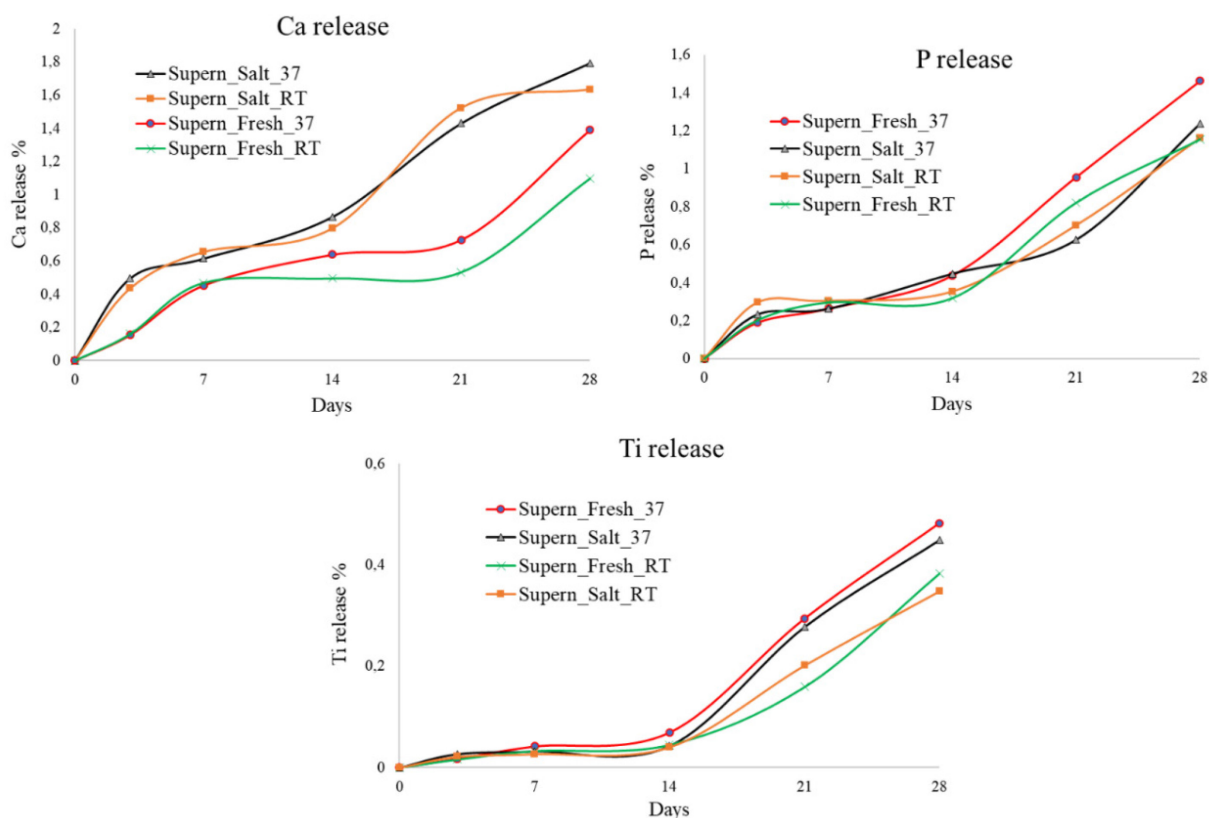 Ca release
2
1,8
1,6
1,4
1,2
1
0,8
0,6
0,4
0,2
0
Ca release %
Supern_Salt_37
Supern_Salt_RT
Supern_Fresh_37
Supern_Fresh_RT
0 7 14 21 28
Days
P release
1,6
1,4
1,2
1
0,8
0,6
0,4
0,2
0
P release %
Supern_Fresh_37
Supern_Salt_37
Supern_Salt_RT
Supern_Fresh_RT
0 7 14 21 28
Days
Ti release
0,6
0,4
0,2
0
Ti release %
Supern_Fresh_37
Supern_Salt_37
Supern_Fresh_RT
Supern_Salt_RT
0 7 14 21 28
Days